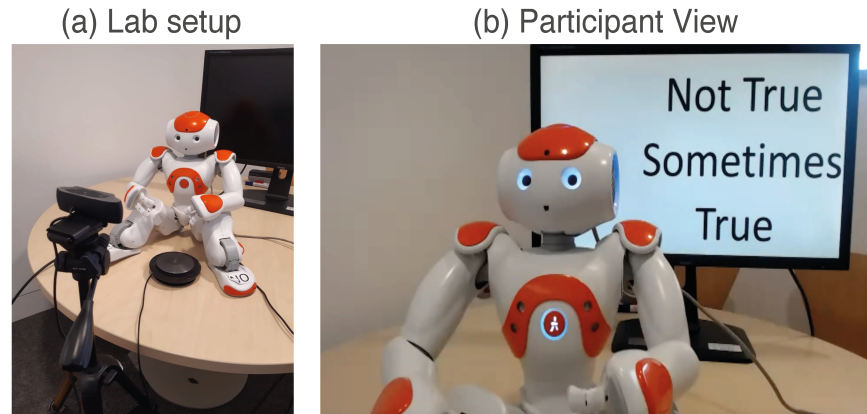 (a) Lab setup
(b) Participant View
Not True
Sometimes
True